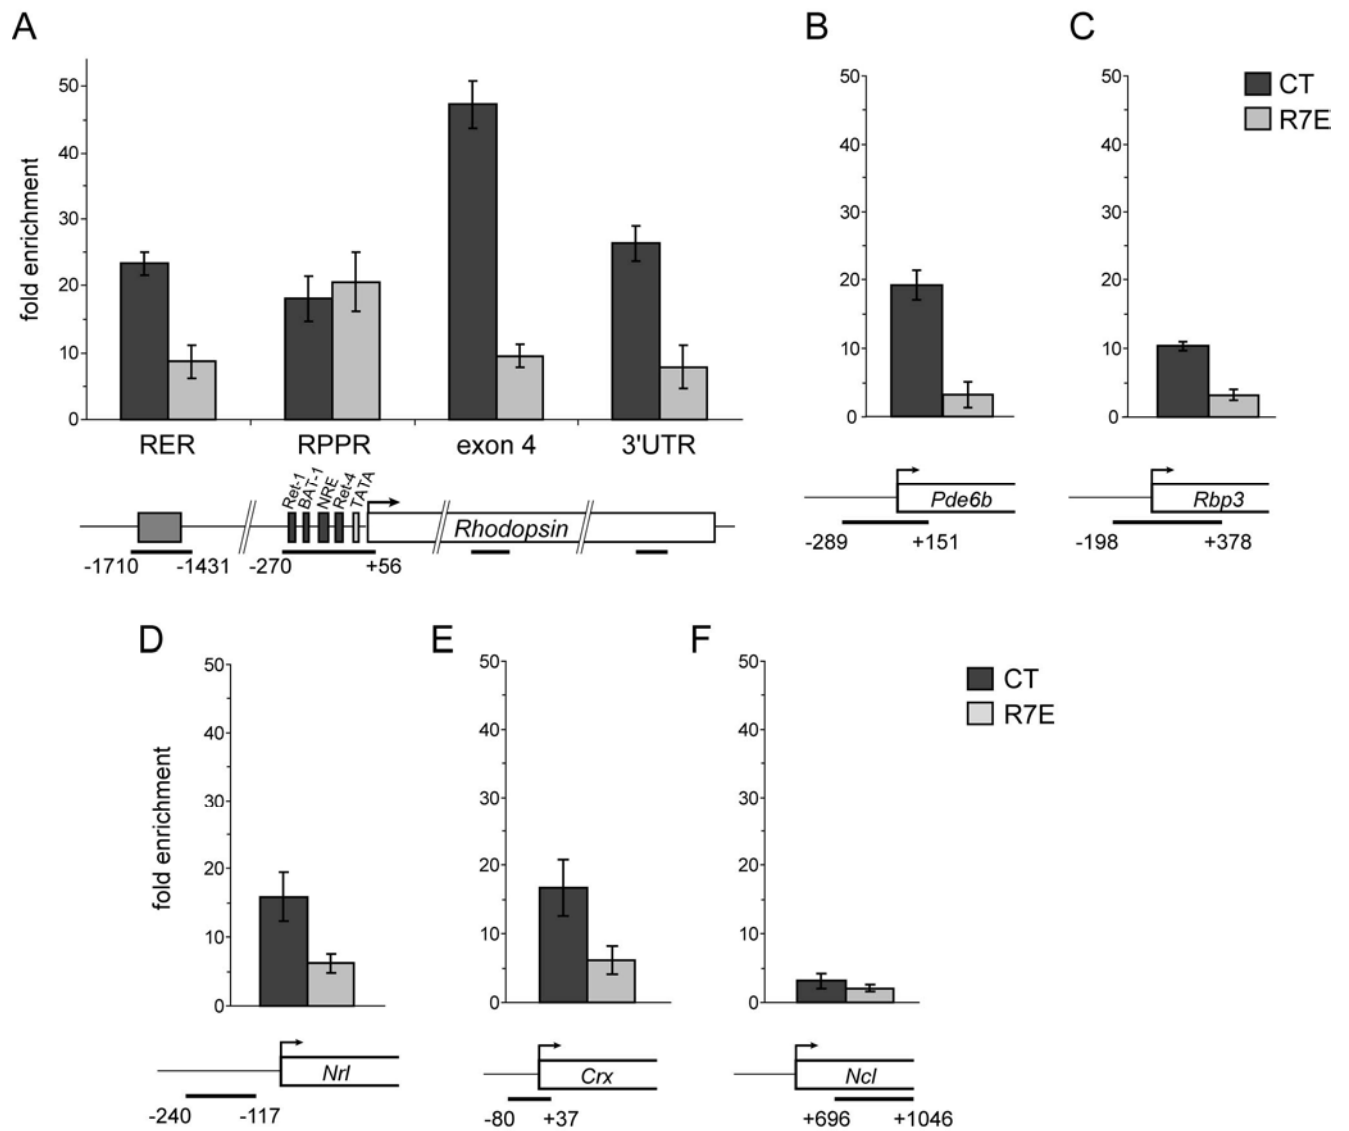 A
B
C
fold enrichment
50
40
30
20
10
0
RER
RPPR
exon 4
3'UTR
Ret-1
BAT-1
NRE
Ret-4
TATA
Rhodopsin
-1710
-1431
-270
+56
50
40
30
20
10
0
Pde6b
-289
+151
50
40
30
20
10
0
CT
R7E
Rbp3
-198
+378
D
E
F
fold enrichment
50
40
30
20
10
0
Nrl
-240
-117
50
40
30
20
10
0
Crx
-80
+37
50
40
30
20
10
0
CT
R7E
Ncl
+696
+1046